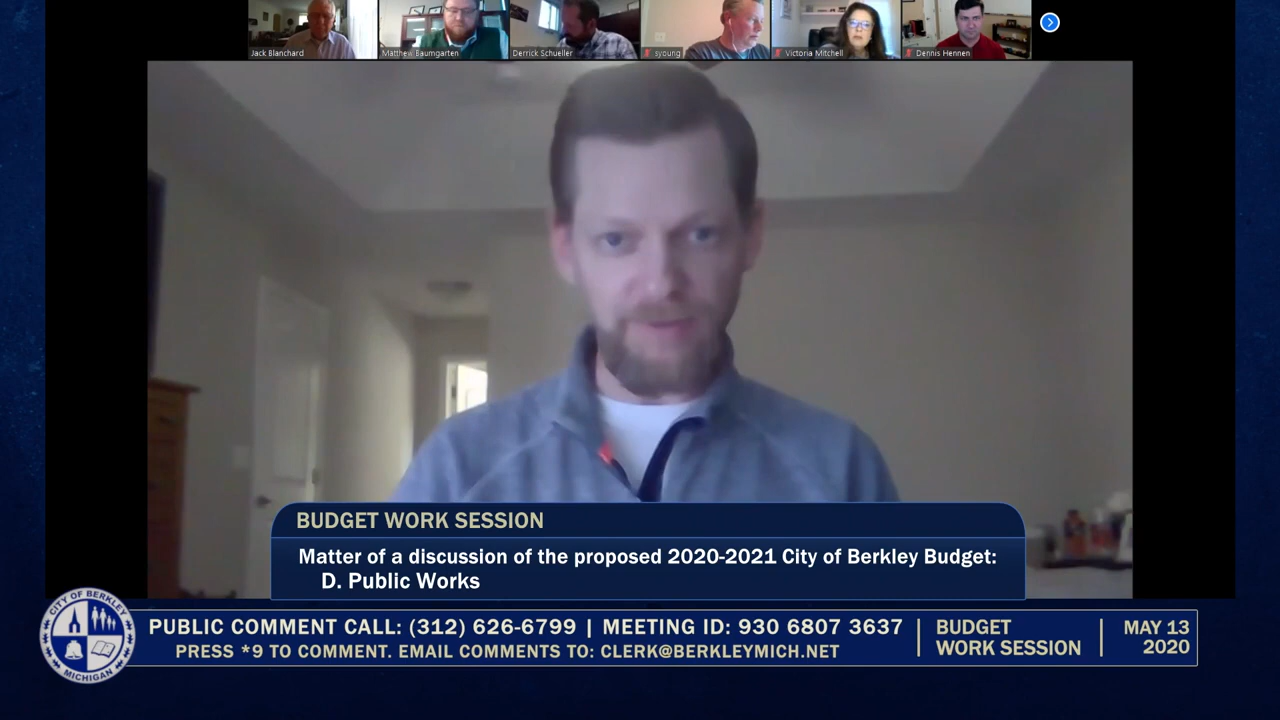 Jack Blanchard
Matthew Baumgarten
Derrick Schueller
syoung
Victoria Mitchell
Dennis Hennen
BUDGET WORK SESSION
Matter of a discussion of the proposed 2020-2021 City of Berkley Budget:
D. Public Works
CITY OF BERKLEY
MICHIGAN
PUBLIC COMMENT CALL: (312) 626-6799 | MEETING ID: 930 6807 3637
PRESS *9 TO COMMENT. EMAIL COMMENTS TO: CLERK@BERKLEYMICH.NET
BUDGET
WORK SESSION
MAY 13
2020